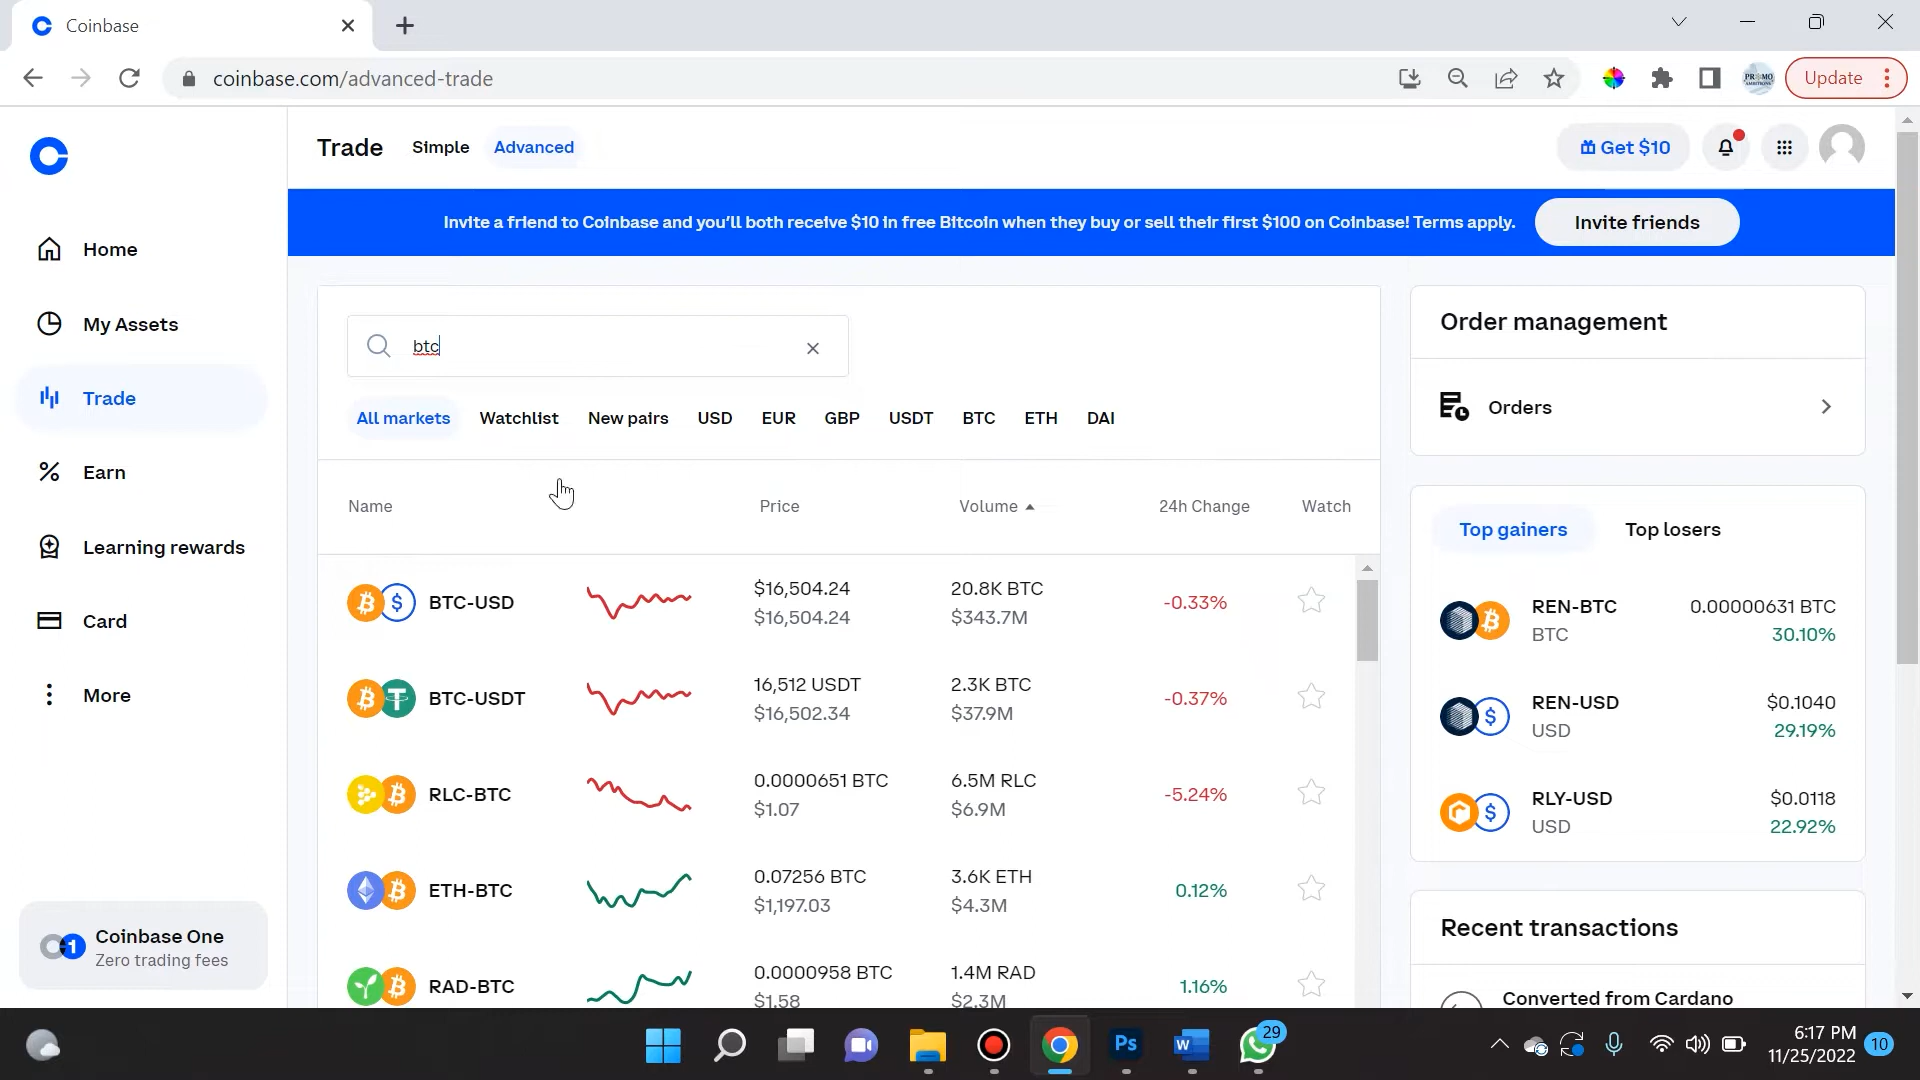 Coinbase
coinbase.com/advanced-trade
Update
Trade
Simple
Advanced
Get $10
Invite a friend to Coinbase and you'll both receive $10 in free Bitcoin when they buy or sell their first $100 on Coinbase! Terms apply.
Invite friends
Home
My Assets
Trade
Earn
Learning rewards
Card
More
Coinbase One
Zero trading fees
btc
All markets
Watchlist
New pairs
USD
EUR
GBP
USDT
BTC
ETH
DAI
Name
Price
Volume
24h Change
Watch
BTC-USD
$16,504.24
$16,504.24
20.8K BTC
$343.7M
-0.33%
BTC-USDT
16,512 USDT
$16,502.34
2.3K BTC
$37.9M
-0.37%
RLC-BTC
0.0000651 BTC
$1.07
6.5M RLC
$6.9M
-5.24%
ETH-BTC
0.07256 BTC
$1,197.03
3.6K ETH
$4.3M
0.12%
RAD-BTC
0.0000958 BTC
$1.58
1.4M RAD
$2.3M
1.16%
Order management
Orders
Top gainers
Top losers
REN-BTC
BTC
0.00000631 BTC
30.10%
REN-USD
USD
$0.1040
29.19%
RLY-USD
USD
$0.0118
22.92%
Recent transactions
Converted from Cardano
Ps
W
29
6:17 PM
11/25/2022
10